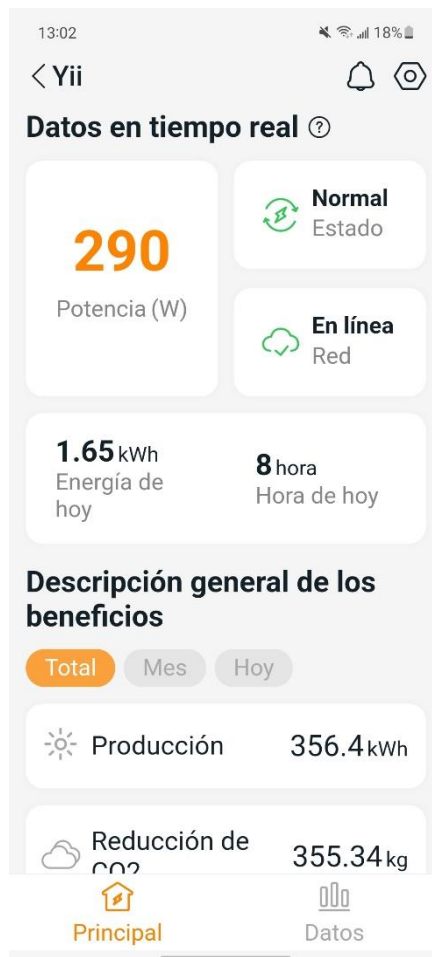 13:02
18%
Yii
Datos en tiempo real ?
290
Potencia (W)
Normal
Estado
En línea
Red
1.65 kWh
Energía de
hoy
8 hora
Hora de hoy
Descripción general de los
beneficios
Total Mes Hoy
Producción 356.4 kWh
Reducción de
CO2 355.34 kg
Principal Datos